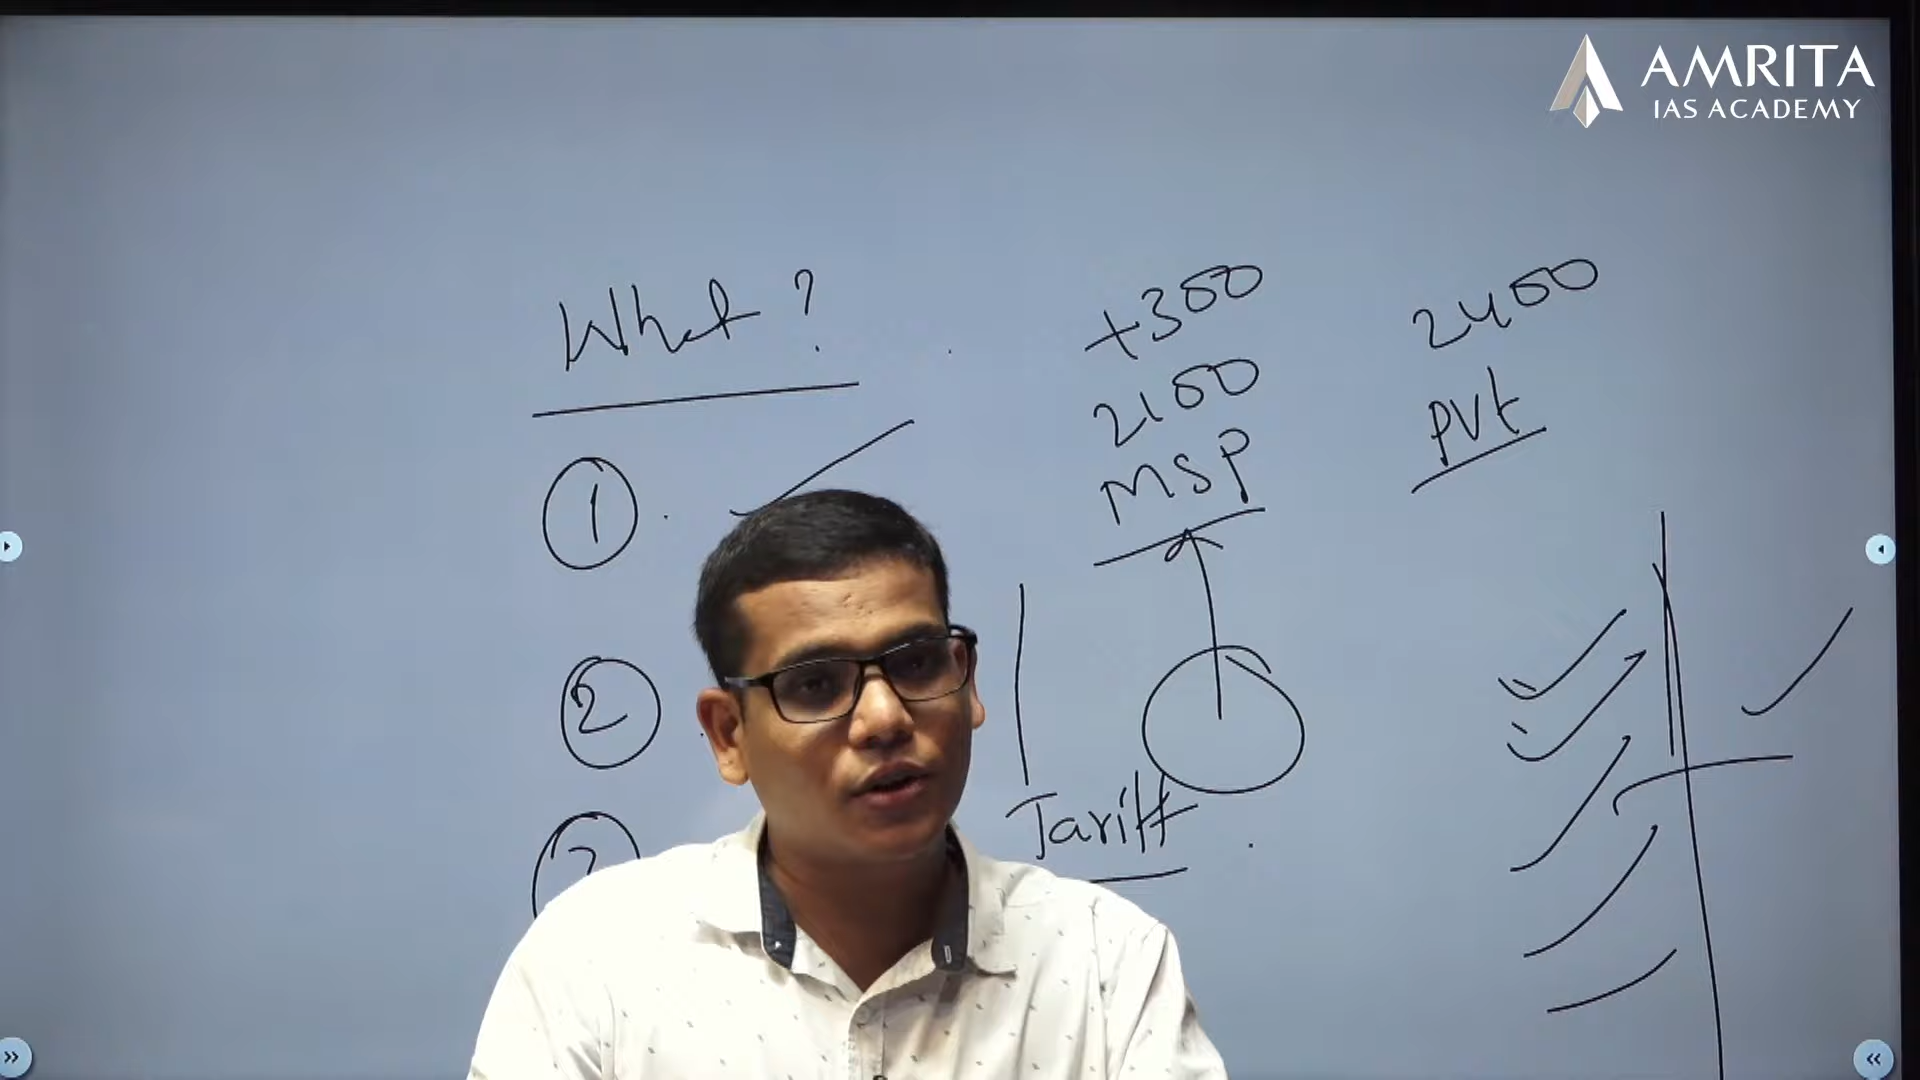 AMRITA
IAS ACADEMY
What ?
+300
2100
MSP
2400
Pvt
1
2
Tariff